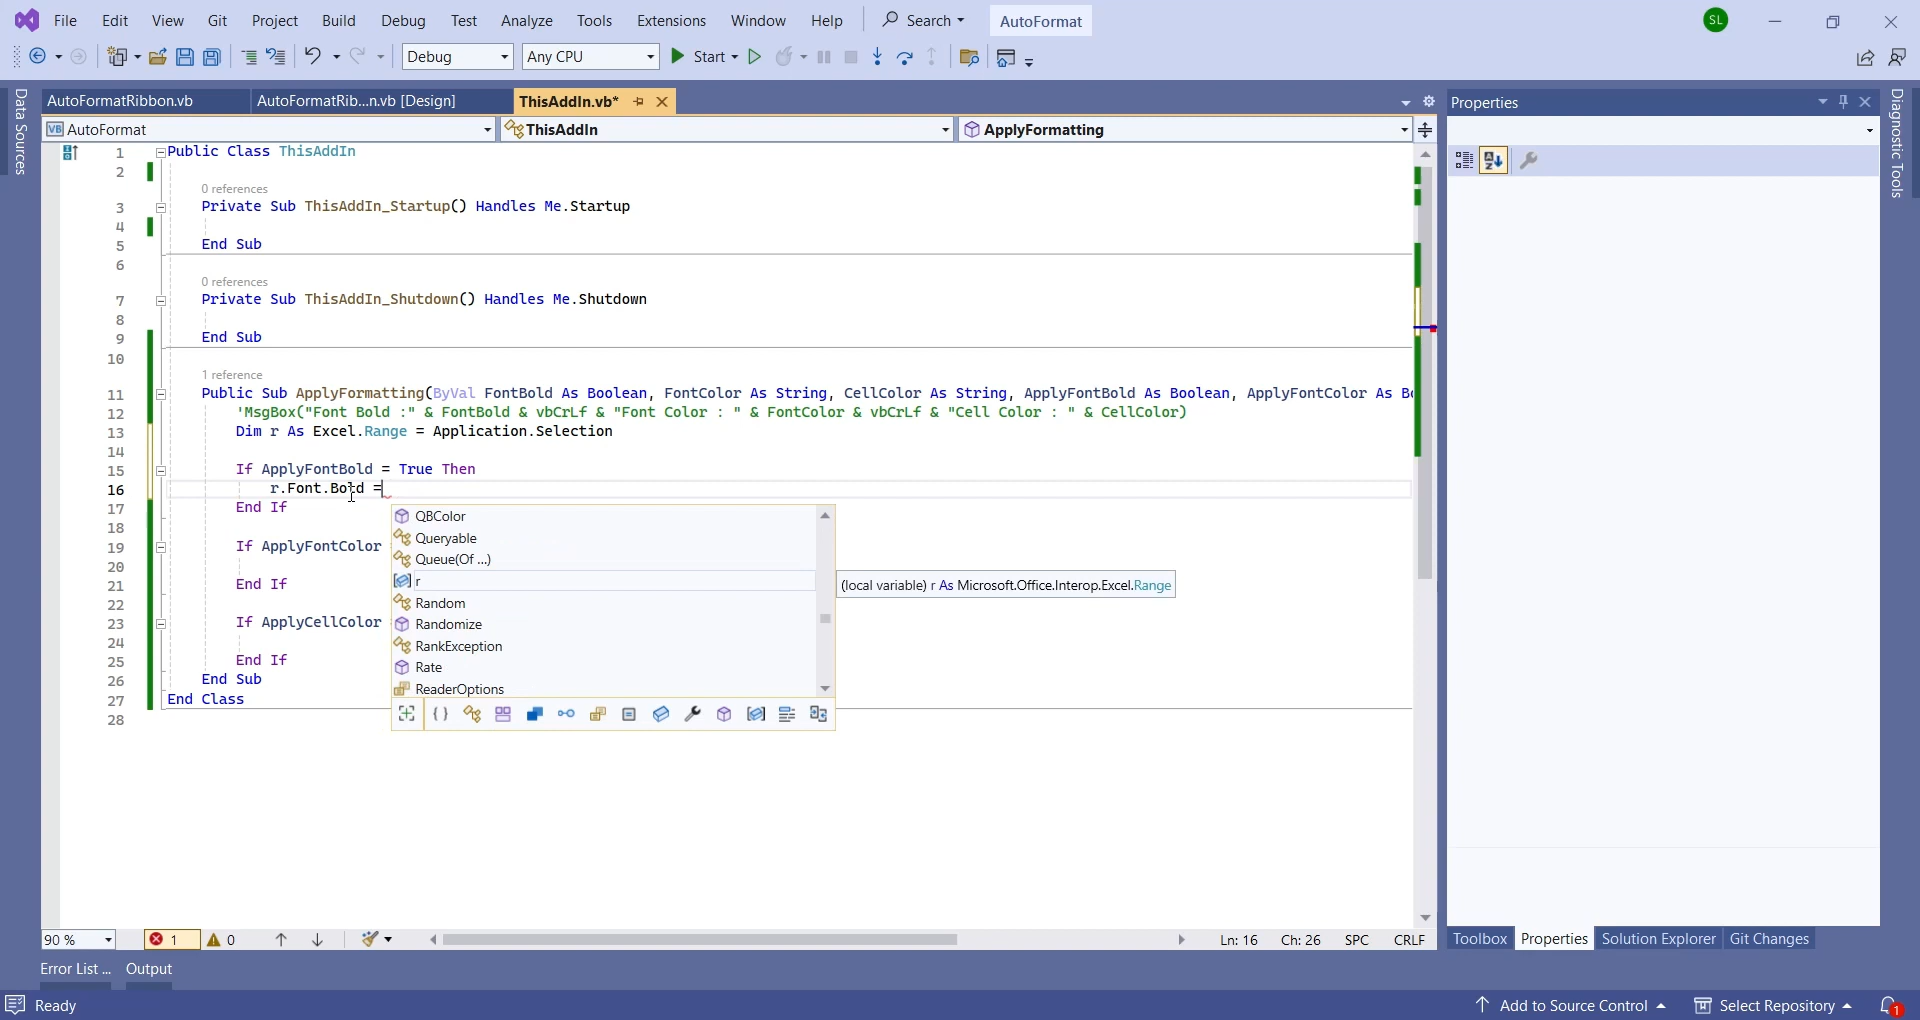 File Edit View Git Project Build Debug Test Analyze Tools Extensions Window Help Search AutoFormat SL
Debug Any CPU Start
Data Sources
AutoFormatRibbon.vb AutoFormatRib...n.vb [Design] ThisAddIn.vb*
VB AutoFormat ThisAddIn ApplyFormatting
1 Public Class ThisAddIn
2
0 references
3 Private Sub ThisAddIn_Startup() Handles Me.Startup
4
5 End Sub
6
0 references
7 Private Sub ThisAddIn_Shutdown() Handles Me.Shutdown
8
9 End Sub
10
1 reference
11 Public Sub ApplyFormatting(ByVal FontBold As Boolean, FontColor As String, CellColor As String, ApplyFontBold As Boolean, ApplyFontColor As Bo
12 'MsgBox("Font Bold :" & FontBold & vbCrLf & "Font Color : " & FontColor & vbCrLf & "Cell Color : " & CellColor)
13 Dim r As Excel.Range = Application.Selection
14
15 If ApplyFontBold = True Then
16 r.Font.Bold =
17 End If
18
19 If ApplyFontColor
20
21 End If
22
23 If ApplyCellColor
24
25 End If
26 End Sub
27 End Class
28
QBColor
Queryable
Queue(Of ...)
r
Random
Randomize
RankException
Rate
ReaderOptions
(local variable) r As Microsoft.Office.Interop.Excel.Range
90 % 1 0 Ln: 16 Ch: 26 SPC CRLF
Properties
Diagnostic Tools
Toolbox Properties Solution Explorer Git Changes
Error List ... Output
Ready Add to Source Control Select Repository 1